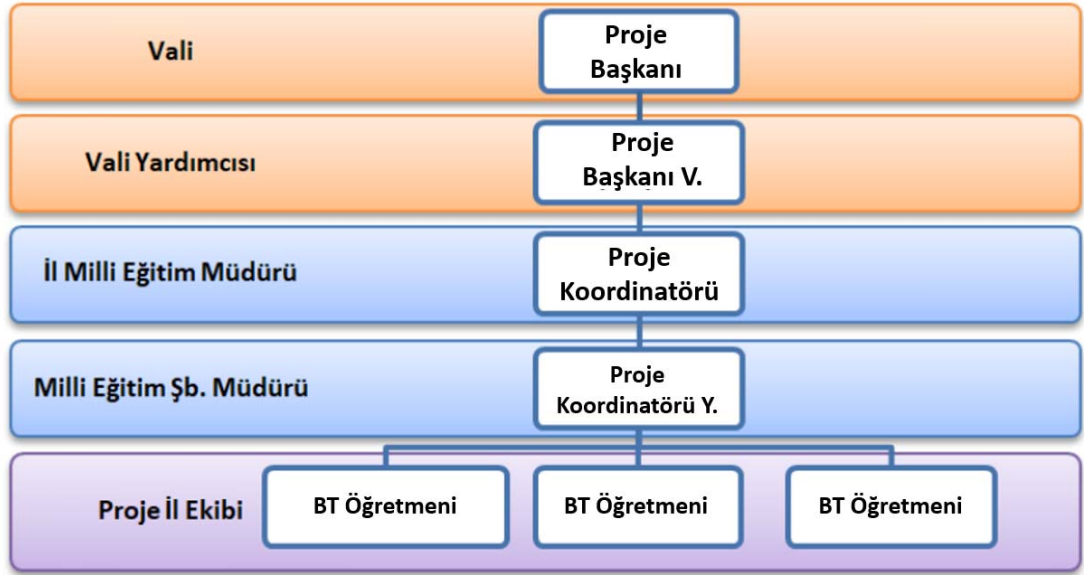 Vali
Proje
Başkanı
Vali Yardımcısı
Proje
Başkanı V.
İl Milli Eğitim Müdürü
Proje
Koordinatörü
Milli Eğitim Şb. Müdürü
Proje
Koordinatörü Y.
Proje İl Ekibi
BT Öğretmeni
BT Öğretmeni
BT Öğretmeni